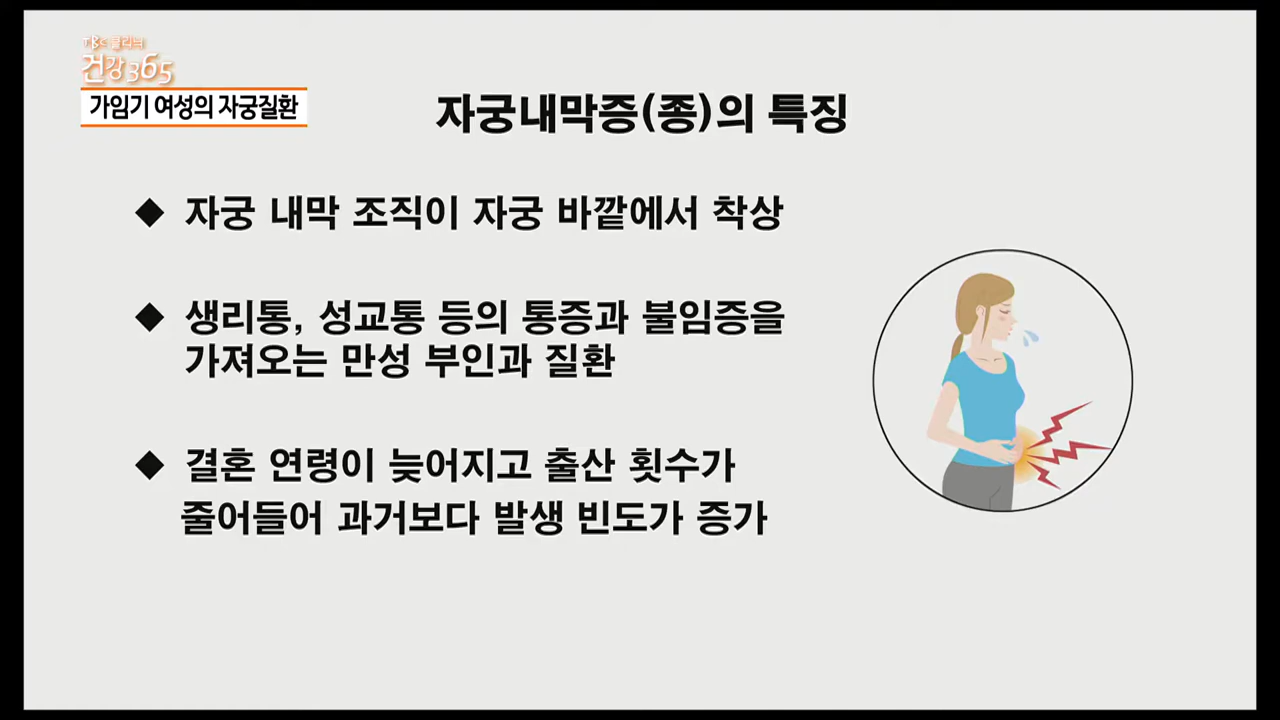 TBC 클리닉
건강365
가임기 여성의 자궁질환
자궁내막증(종)의 특징
◆ 자궁 내막 조직이 자궁 바깥에서 착상
◆ 생리통, 성교통 등의 통증과 불임증을
가져오는 만성 부인과 질환
◆ 결혼 연령이 늦어지고 출산 횟수가
줄어들어 과거보다 발생 빈도가 증가